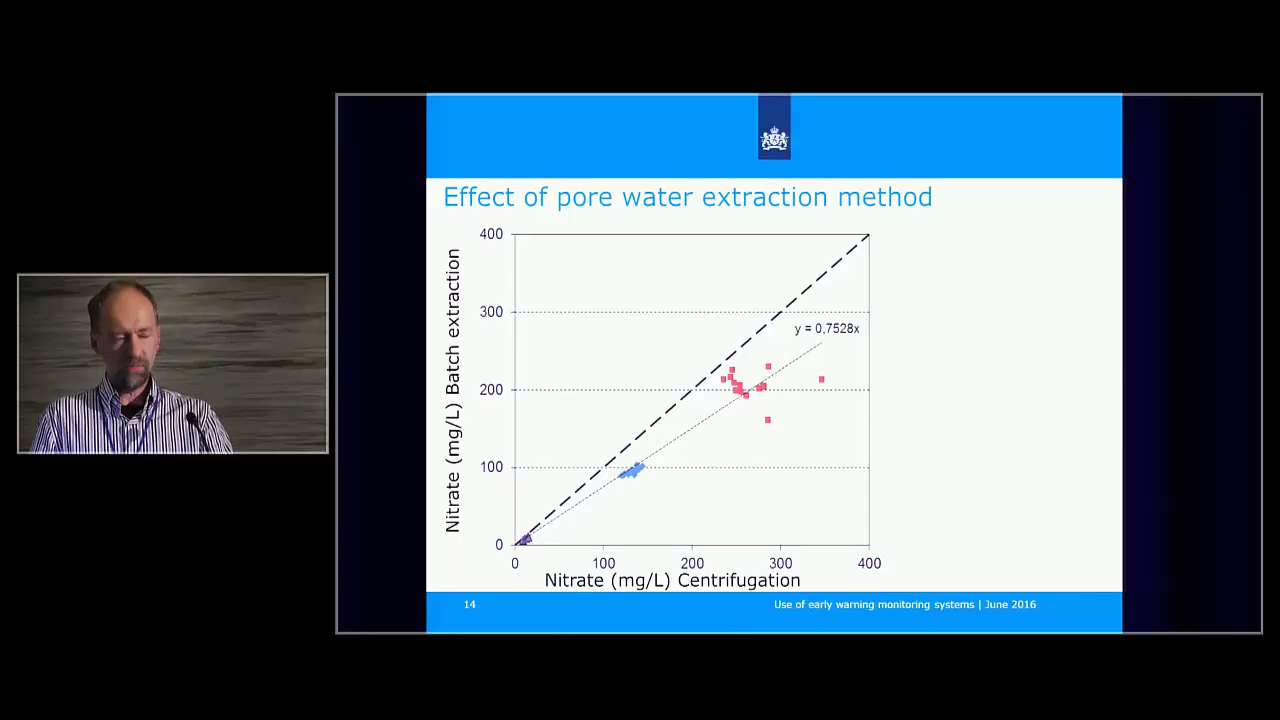 Effect of pore water extraction method
Nitrate (mg/L) Batch extraction
400
300
200
100
0
y = 0,7528x
0 100 200 300 400
Nitrate (mg/L) Centrifugation
14 Use of early warning monitoring systems | June 2016